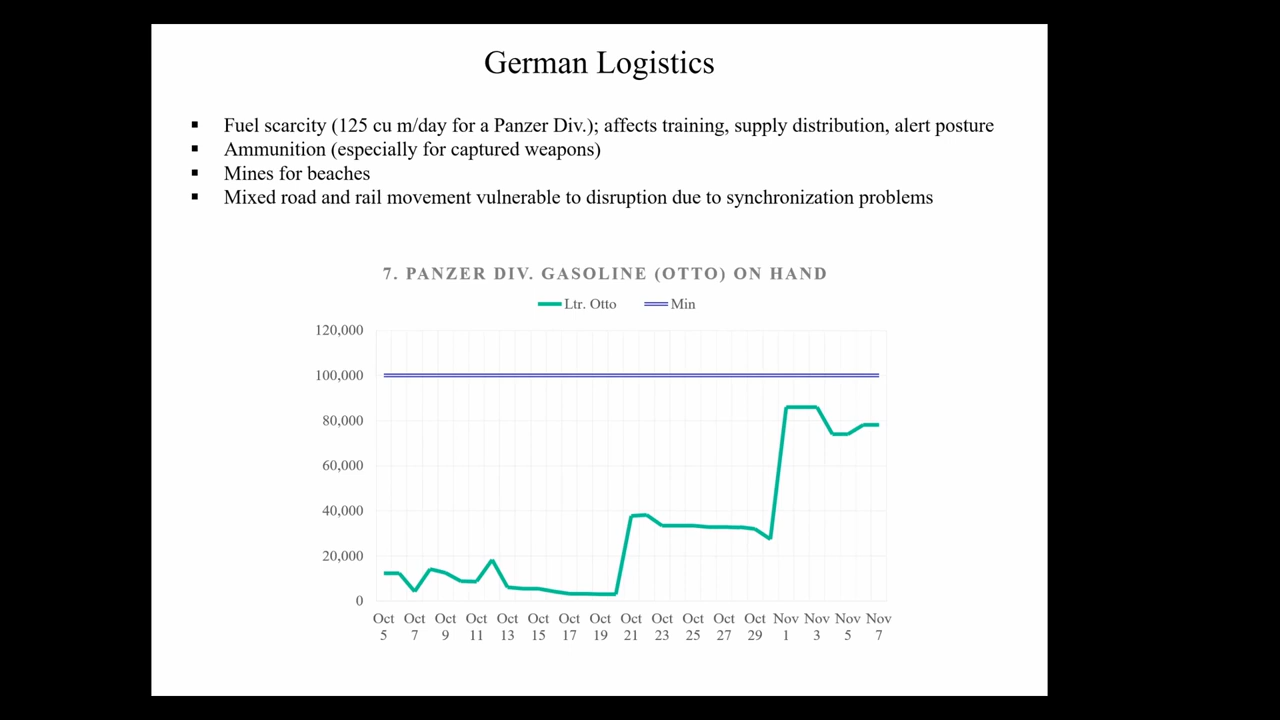 German Logistics
▪ Fuel scarcity (125 cu m/day for a Panzer Div.); affects training, supply distribution, alert posture
▪ Ammunition (especially for captured weapons)
▪ Mines for beaches
▪ Mixed road and rail movement vulnerable to disruption due to synchronization problems
7. PANZER DIV. GASOLINE (OTTO) ON HAND
Ltr. Otto Min
120,000
100,000
80,000
60,000
40,000
20,000
0
Oct Oct Oct Oct Oct Oct Oct Oct Oct Oct Oct Oct Oct Nov Nov Nov Nov
5 7 9 11 13 15 17 19 21 23 25 27 29 1 3 5 7